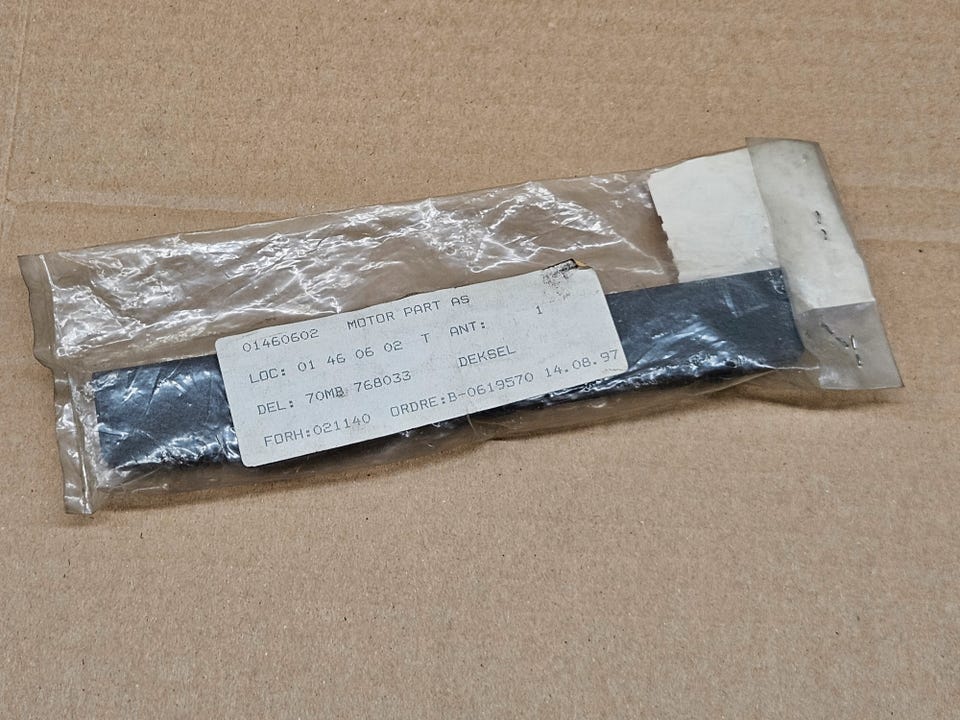 01460602 MOTOR PART AS
LOC: 01 46 06 02 T ANT: 1
DEL: 70MB 768033 DEKSEL
FORH:021140 ORDRE:B-0619570 14.08.97